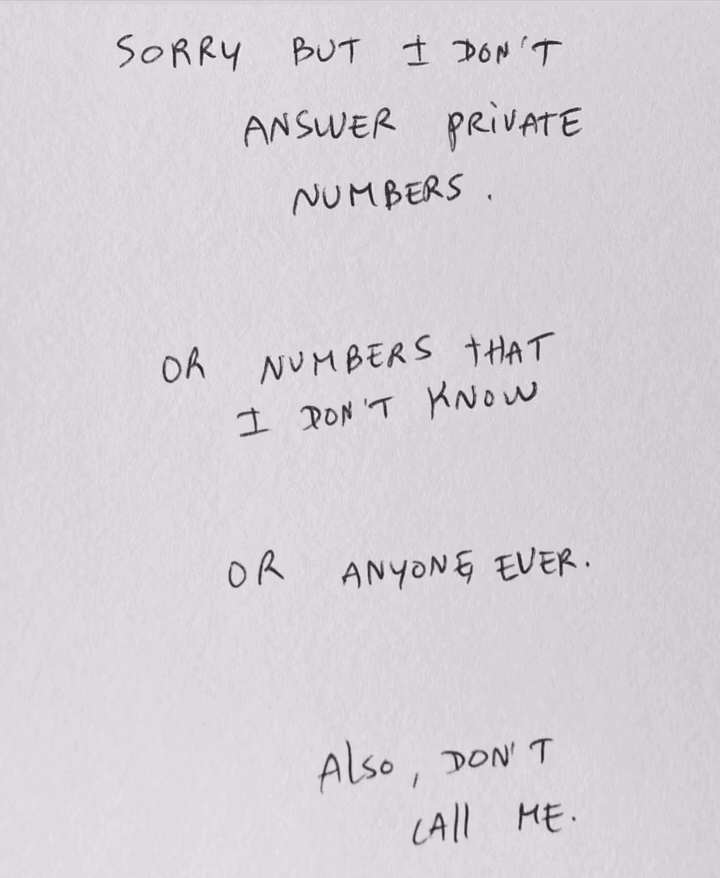 SORRY BUT I DON'T
ANSWER PRIVATE
NUMBERS.
OR NUMBERS THAT
I DON'T KNOW
OR ANYONE EVER.
Also, DON'T
CAll ME.